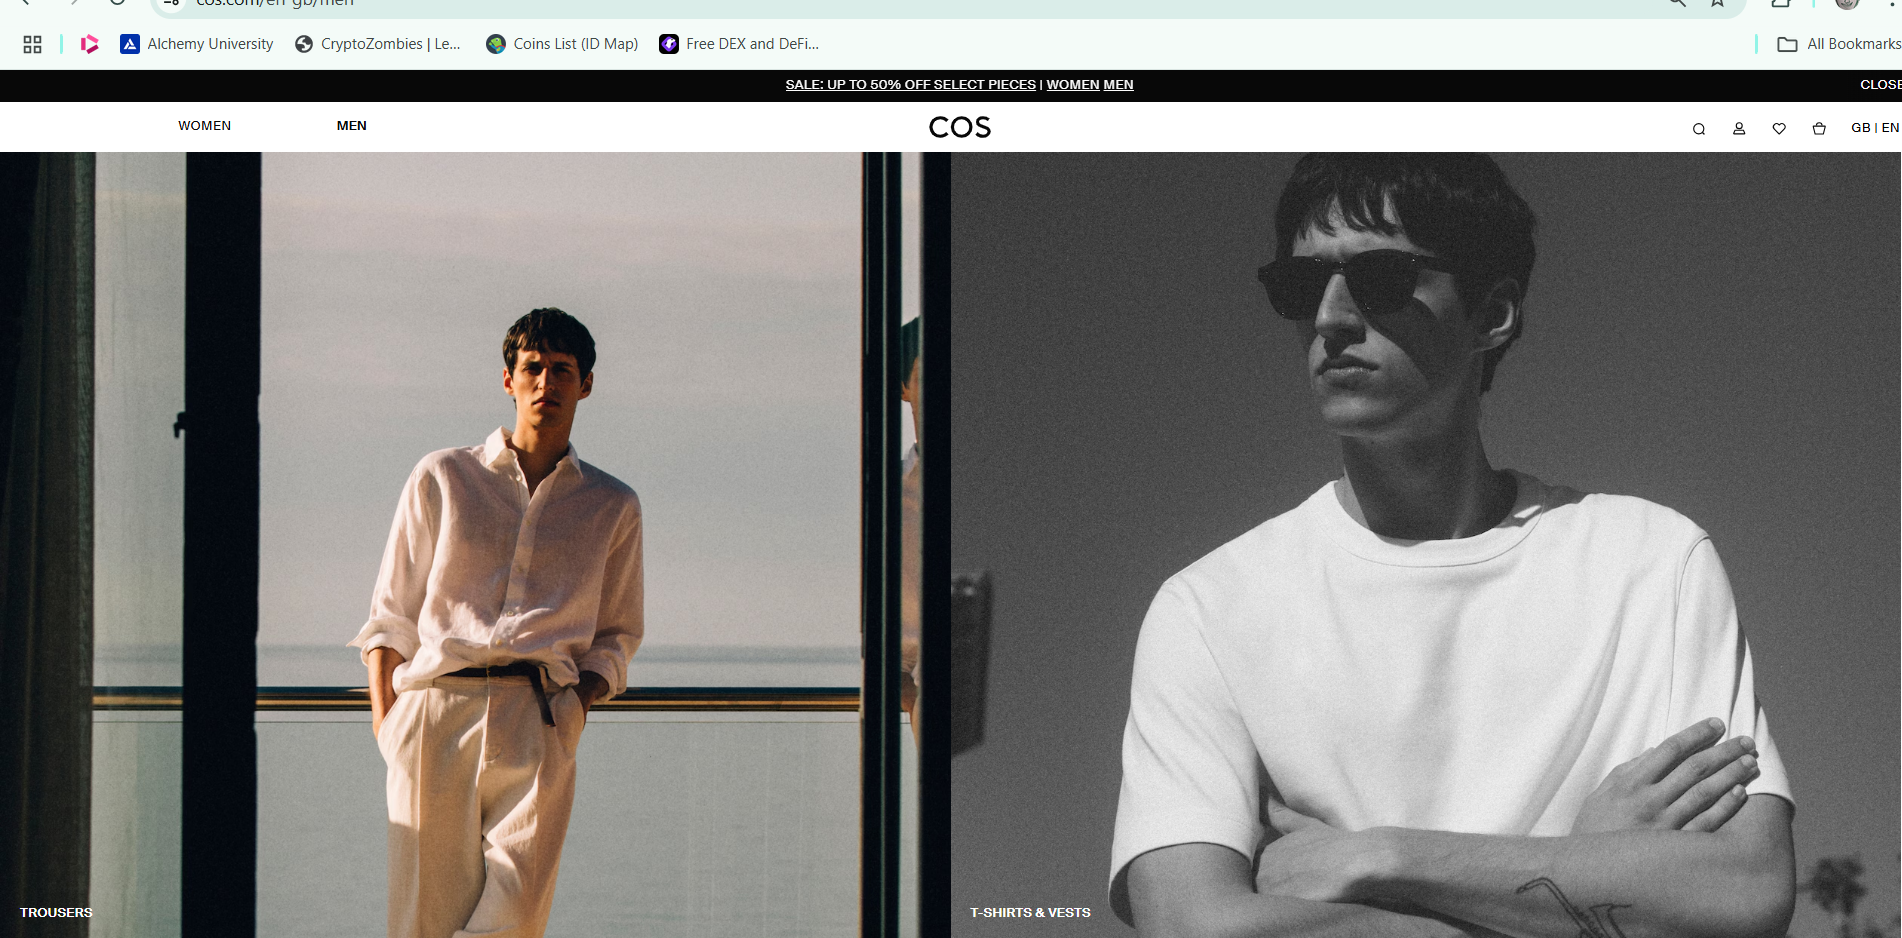 cos.com/en-gb/men
Alchemy University
CryptoZombies | Le...
Coins List (ID Map)
Free DEX and DeFi...
All Bookmarks
SALE: UP TO 50% OFF SELECT PIECES | WOMEN MEN
CLOSE
WOMEN
MEN
COS
GB | EN
TROUSERS
T-SHIRTS & VESTS